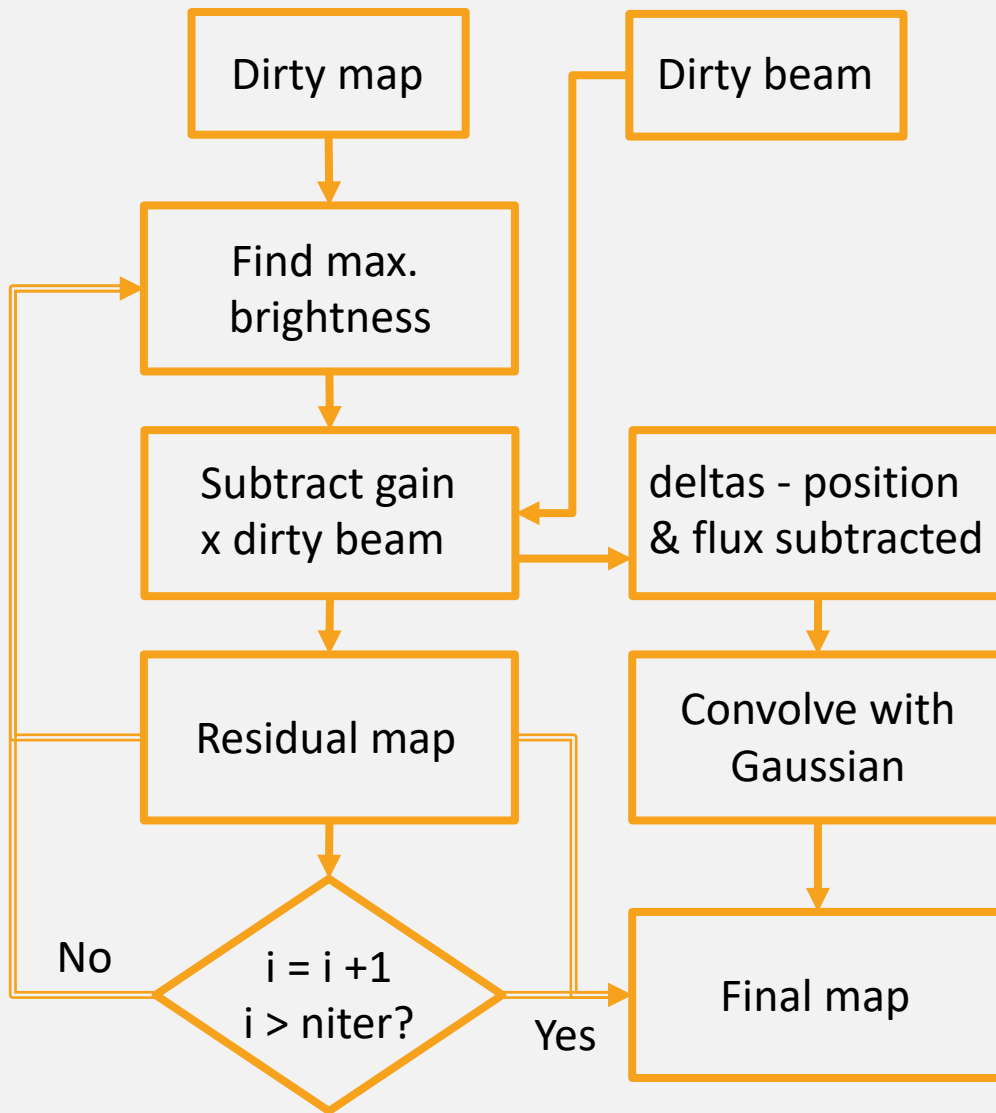 Dirty map
Dirty beam
Find max.
brightness
Subtract gain
x dirty beam
deltas - position
& flux subtracted
Residual map
Convolve with
Gaussian
No
i = i +1
i > niter?
Yes
Final map